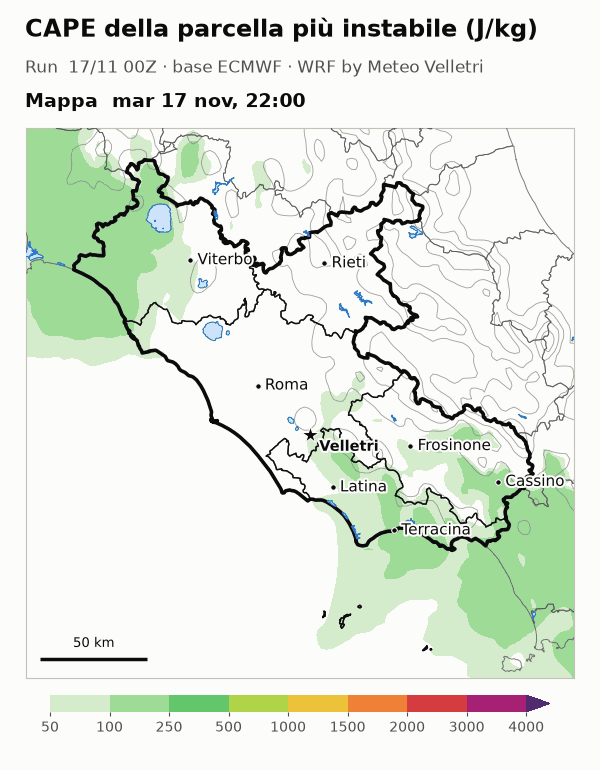 CAPE della parcella più instabile (J/kg)
Run  17/11 00Z · base ECMWF · WRF by Meteo Velletri
Mappa  mar 17 nov, 22:00
Viterbo
Rieti
Roma
Velletri
Frosinone
Cassino
Latina
Terracina
50 km
50 100 250 500 1000 1500 2000 3000 4000